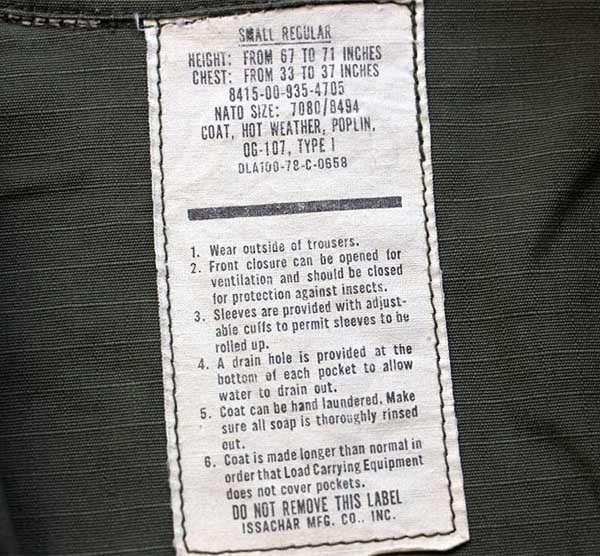 SMALL REGULAR
HEIGHT: FROM 67 TO 71 INCHES
CHEST: FROM 33 TO 37 INCHES
8415-00-935-4705
NATO SIZE: 7080/8494
COAT, HOT WEATHER, POPLIN,
OG-107, TYPE I
DLA100-78-C-0658
1. Wear outside of trousers.
2. Front closure can be opened for
ventilation and should be closed
for protection against insects.
3. Sleeves are provided with adjust-
able cuffs to permit sleeves to be
rolled up.
4. A drain hole is provided at the
bottom of each pocket to allow
water to drain out.
5. Coat can be hand laundered. Make
sure all soap is thoroughly rinsed
out.
6. Coat is made longer than normal in
order that Load Carrying Equipment
does not cover pockets.
DO NOT REMOVE THIS LABEL
ISSACHAR MFG. CO., INC.